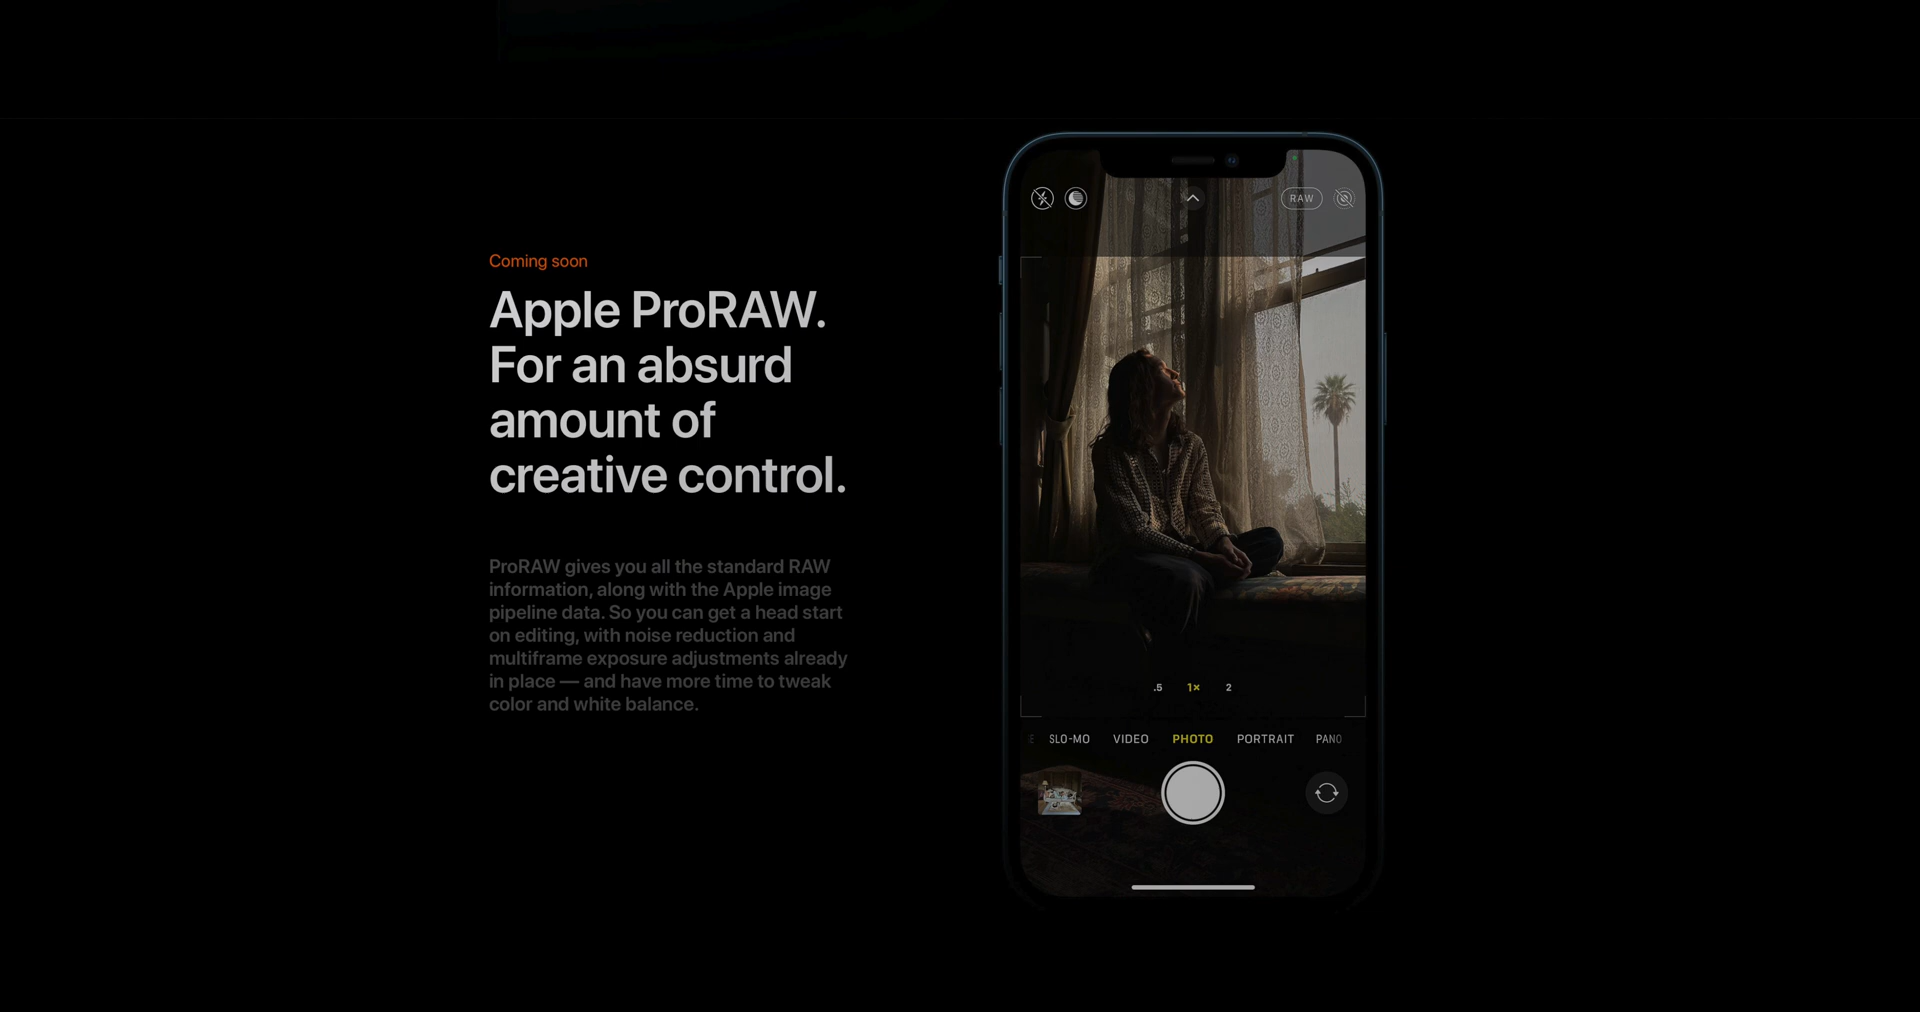 Coming soon
Apple ProRAW.
For an absurd
amount of
creative control.
ProRAW gives you all the standard RAW
information, along with the Apple image
pipeline data. So you can get a head start
on editing, with noise reduction and
multiframe exposure adjustments already
in place — and have more time to tweak
color and white balance.
RAW
.5 1× 2
SLO-MO VIDEO PHOTO PORTRAIT PANO